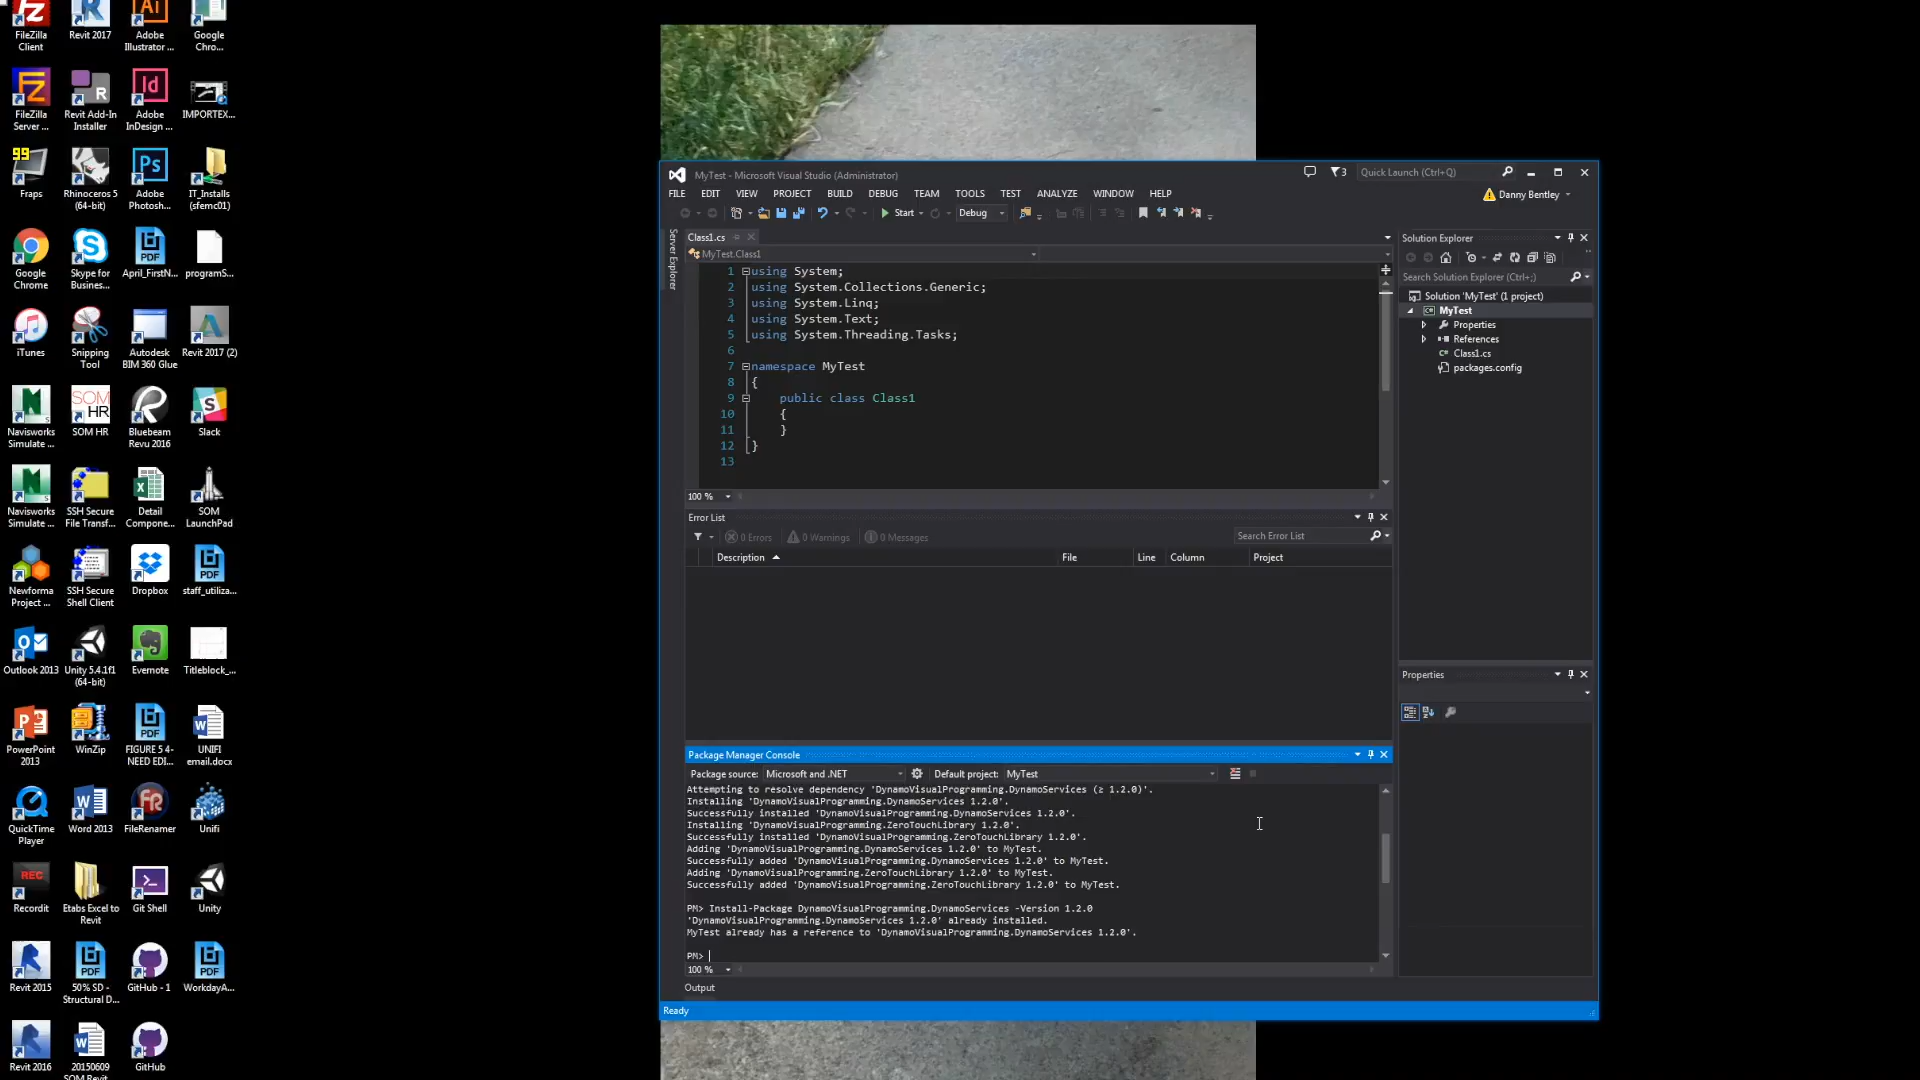 FileZilla Client
Revit 2017
Adobe Illustrator ...
Google Chro...
FileZilla Server ...
Revit Add-In Installer
Adobe InDesign ...
IMPORTEX...
99
Fraps
Rhinoceros 5 (64-bit)
Adobe Photosh...
IT_Installs (sfemc01)
Google Chrome
Skype for Business...
April_FirstN...
programS...
iTunes
Snipping Tool
Autodesk BIM 360 Glue
Revit 2017 (2)
Navisworks Simulate ...
SOM HR
Bluebeam Revu 2016
Slack
Navisworks Simulate ...
SSH Secure File Transf...
Detail Compone...
SOM LaunchPad
Newforma Project ...
SSH Secure Shell Client
Dropbox
staff_utiliza...
Outlook 2013
Unity 5.4.1f1 (64-bit)
Evernote
Titleblock_...
PowerPoint 2013
WinZip
FIGURE 5 4- NEED EDI...
UNIFI email.docx
QuickTime Player
Word 2013
FileRenamer
Unifi
REC
Recordit
Etabs Excel to Revit
Git Shell
Unity
Revit 2015
50% SD - Structural D...
GitHub - 1
WorkdayA...
Revit 2016
20150609 SOM Revit...
GitHub
MyTest - Microsoft Visual Studio (Administrator)
3
Quick Launch (Ctrl+Q)
FILE EDIT VIEW PROJECT BUILD DEBUG TEAM TOOLS TEST ANALYZE WINDOW HELP
Danny Bentley
Start Debug
Server Explorer
Class1.cs
MyTest.Class1
1 using System;
2 using System.Collections.Generic;
3 using System.Linq;
4 using System.Text;
5 using System.Threading.Tasks;
6
7 namespace MyTest
8 {
9 public class Class1
10 {
11 }
12 }
13
100 %
Error List
0 Errors 0 Warnings 0 Messages
Search Error List
Description File Line Column Project
Package Manager Console
Package source: Microsoft and .NET Default project: MyTest
Attempting to resolve dependency 'DynamoVisualProgramming.DynamoServices (≥ 1.2.0)'.
Installing 'DynamoVisualProgramming.DynamoServices 1.2.0'.
Successfully installed 'DynamoVisualProgramming.DynamoServices 1.2.0'.
Installing 'DynamoVisualProgramming.ZeroTouchLibrary 1.2.0'.
Successfully installed 'DynamoVisualProgramming.ZeroTouchLibrary 1.2.0'.
Adding 'DynamoVisualProgramming.DynamoServices 1.2.0' to MyTest.
Successfully added 'DynamoVisualProgramming.DynamoServices 1.2.0' to MyTest.
Adding 'DynamoVisualProgramming.ZeroTouchLibrary 1.2.0' to MyTest.
Successfully added 'DynamoVisualProgramming.ZeroTouchLibrary 1.2.0' to MyTest.
PM> Install-Package DynamoVisualProgramming.DynamoServices -Version 1.2.0
'DynamoVisualProgramming.DynamoServices 1.2.0' already installed.
MyTest already has a reference to 'DynamoVisualProgramming.DynamoServices 1.2.0'.
PM>
100 %
Output
Ready
Solution Explorer
Search Solution Explorer (Ctrl+;)
Solution 'MyTest' (1 project)
MyTest
Properties
References
Class1.cs
packages.config
Properties